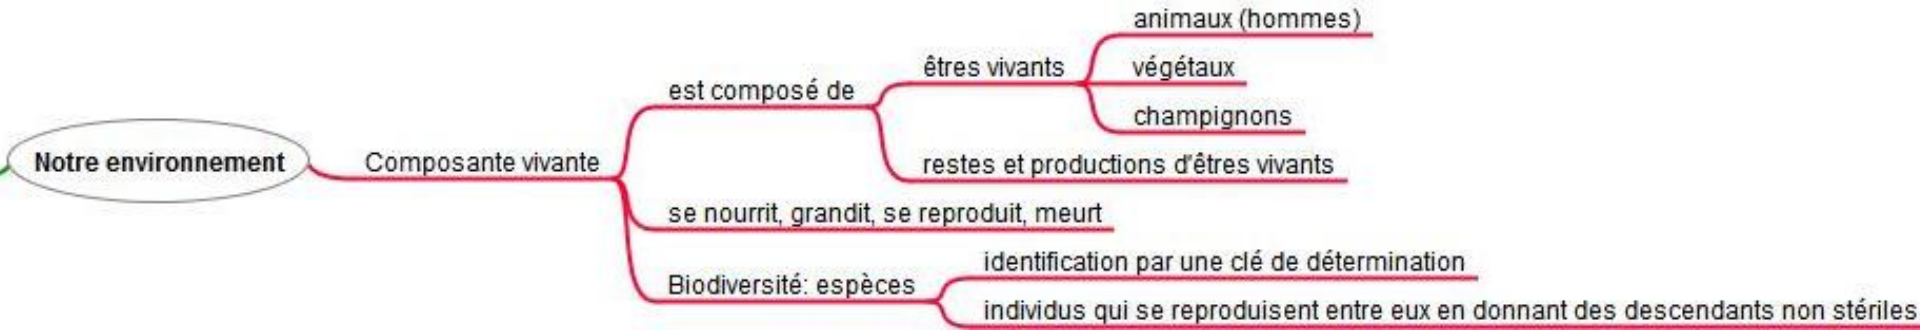 Notre environnement
Composante vivante
est composé de
êtres vivants
animaux (hommes)
végétaux
champignons
restes et productions d'êtres vivants
se nourrit, grandit, se reproduit, meurt
Biodiversité: espèces
identification par une clé de détermination
individus qui se reproduisent entre eux en donnant des descendants non stériles